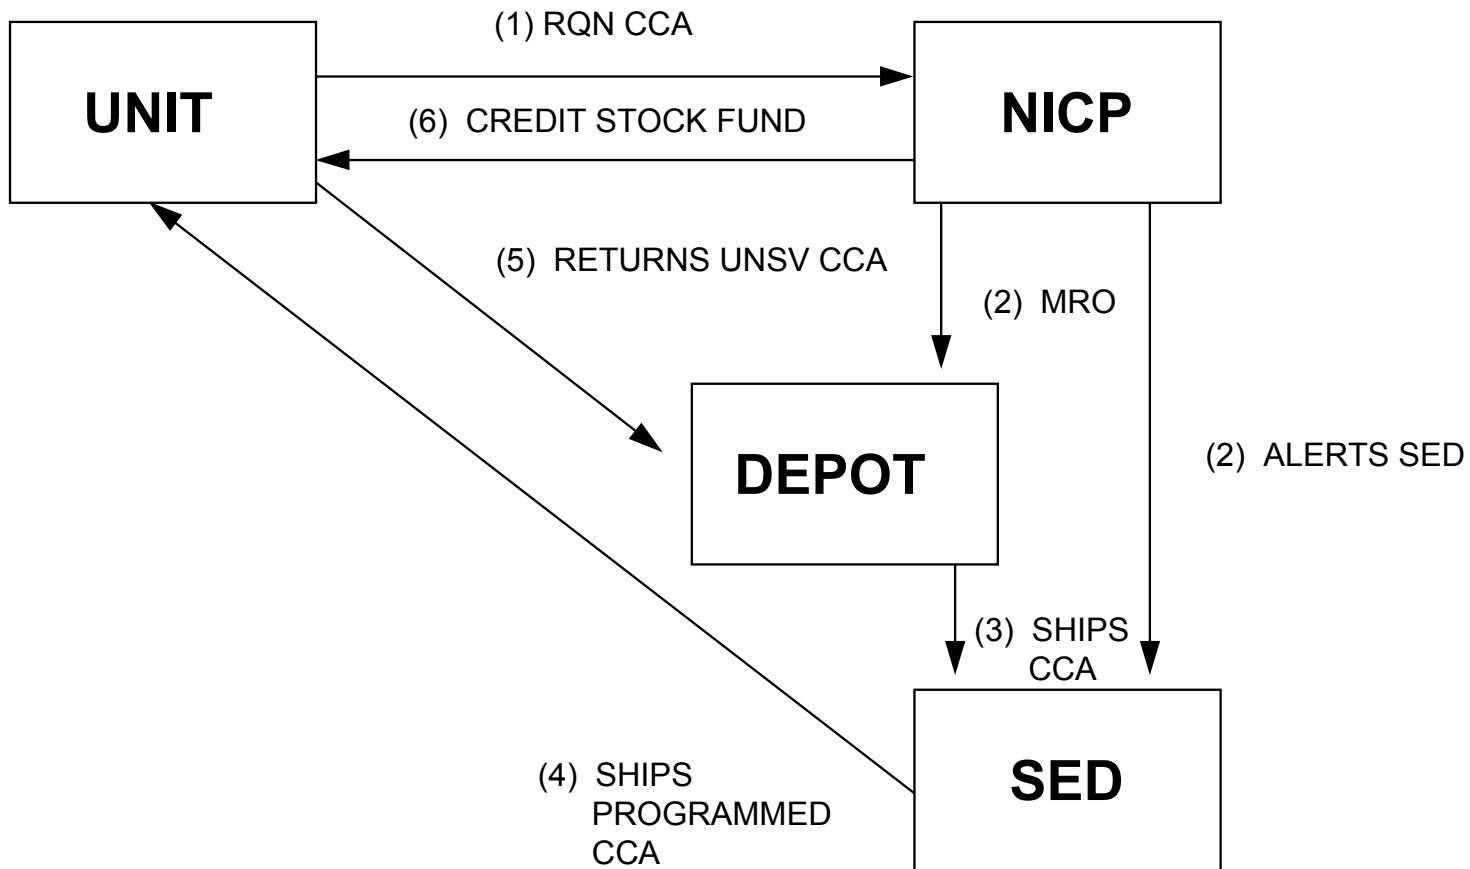 (1) RQN CCA
UNIT
NICP
(6) CREDIT STOCK FUND
(5) RETURNS UNSV CCA
(2) MRO
DEPOT
(2) ALERTS SED
(3) SHIPS
CCA
(4) SHIPS
PROGRAMMED
CCA
SED